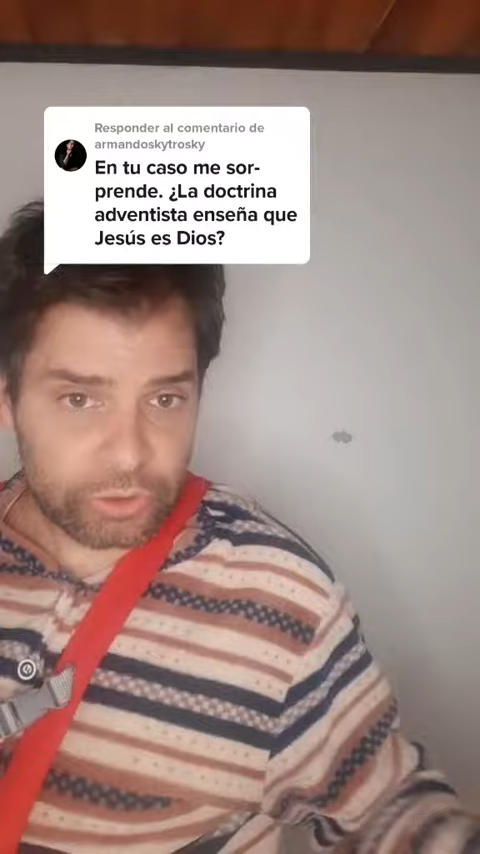 Responder al comentario de
armandoskytrosky
En tu caso me sor-
prende. ¿La doctrina
adventista enseña que
Jesús es Dios?